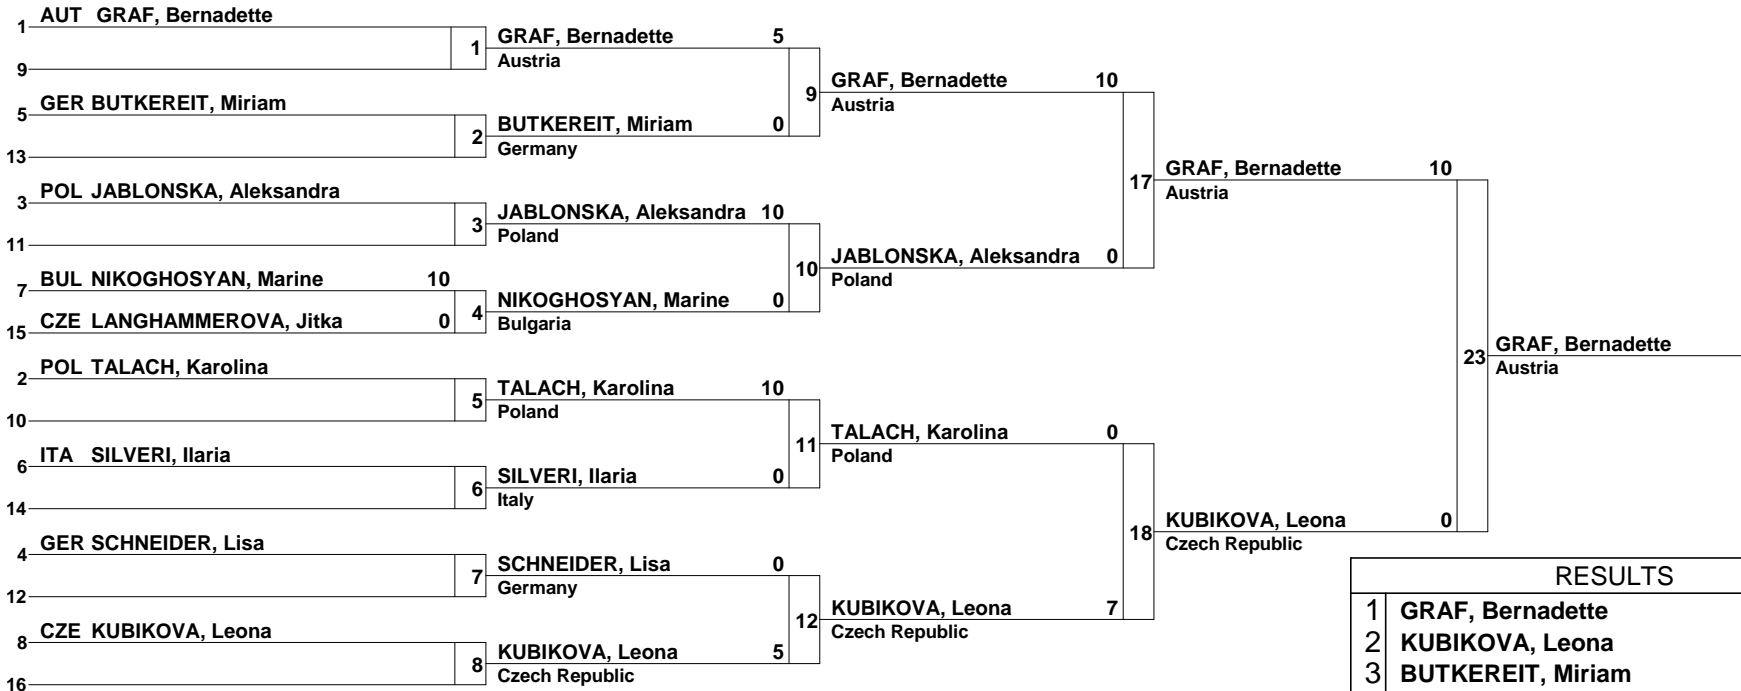 1 AUT GRAF, Bernadette
9
1 GRAF, Bernadette 5
Austria
5 GER BUTKEREIT, Miriam
13
2 BUTKEREIT, Miriam 0
Germany
9 GRAF, Bernadette 10
Austria
3 POL JABLONSKA, Aleksandra
11
3 JABLONSKA, Aleksandra 10
Poland
7 BUL NIKOGHOSYAN, Marine 10
15 CZE LANGHAMMEROVA, Jitka 0
4 NIKOGHOSYAN, Marine 0
Bulgaria
10 JABLONSKA, Aleksandra 0
Poland
17 GRAF, Bernadette 10
Austria
2 POL TALACH, Karolina
10
5 TALACH, Karolina 10
Poland
6 ITA SILVERI, Ilaria
14
6 SILVERI, Ilaria 0
Italy
11 TALACH, Karolina 0
Poland
4 GER SCHNEIDER, Lisa
12
7 SCHNEIDER, Lisa 0
Germany
8 CZE KUBIKOVA, Leona
16
8 KUBIKOVA, Leona 5
Czech Republic
12 KUBIKOVA, Leona 7
Czech Republic
18 KUBIKOVA, Leona 0
Czech Republic
23 GRAF, Bernadette
Austria
RESULTS
1 GRAF, Bernadette
2 KUBIKOVA, Leona
3 BUTKEREIT, Miriam